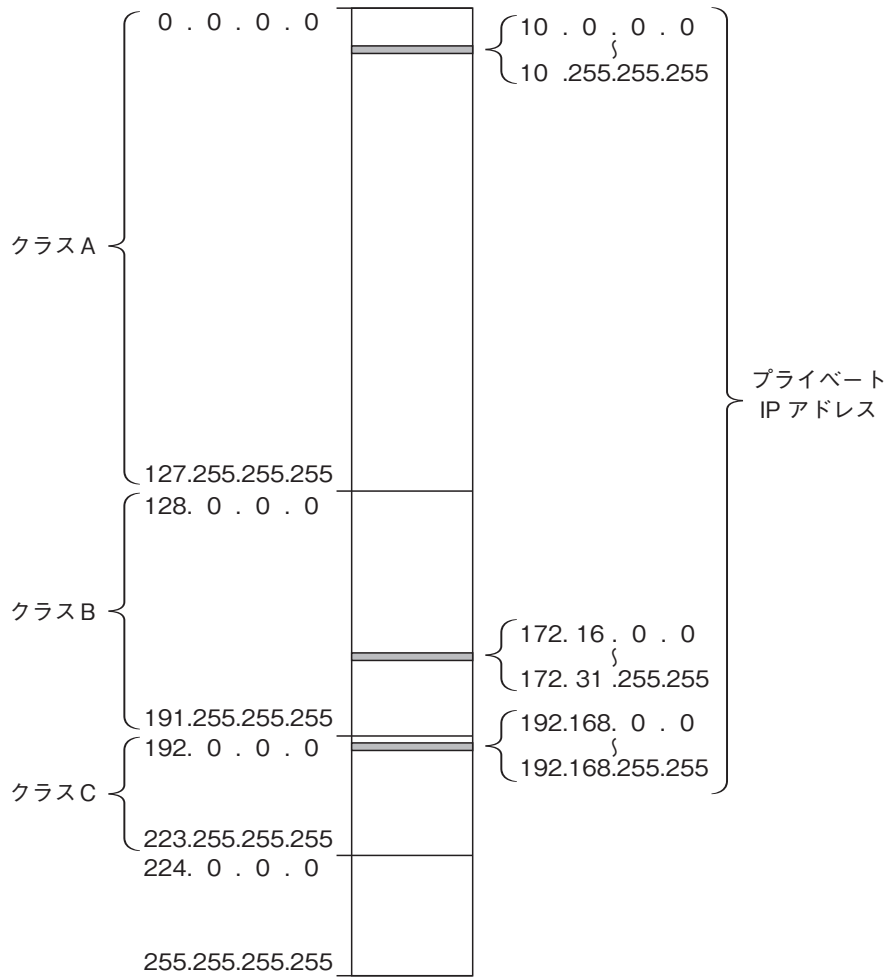 0 . 0 . 0 . 0
10 . 0 . 0 . 0
〜
10 .255.255.255
クラスA
プライベート
IP アドレス
127.255.255.255
128. 0 . 0 . 0
クラスB
172. 16 . 0 . 0
〜
172. 31 .255.255
191.255.255.255
192. 0 . 0 . 0
192.168. 0 . 0
〜
192.168.255.255
クラスC
223.255.255.255
224. 0 . 0 . 0
255.255.255.255